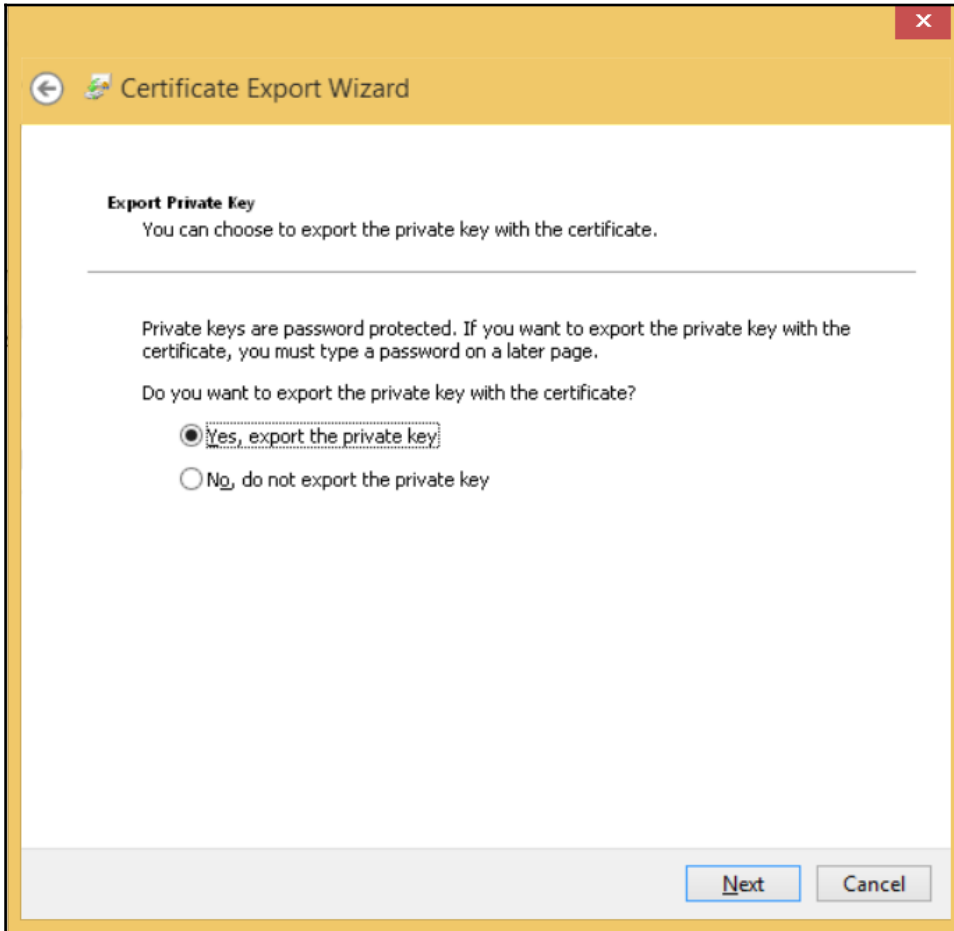 Certificate Export Wizard
Export Private Key
You can choose to export the private key with the certificate.
Private keys are password protected. If you want to export the private key with the
certificate, you must type a password on a later page.
Do you want to export the private key with the certificate?
Yes, export the private key
No, do not export the private key
Next
Cancel